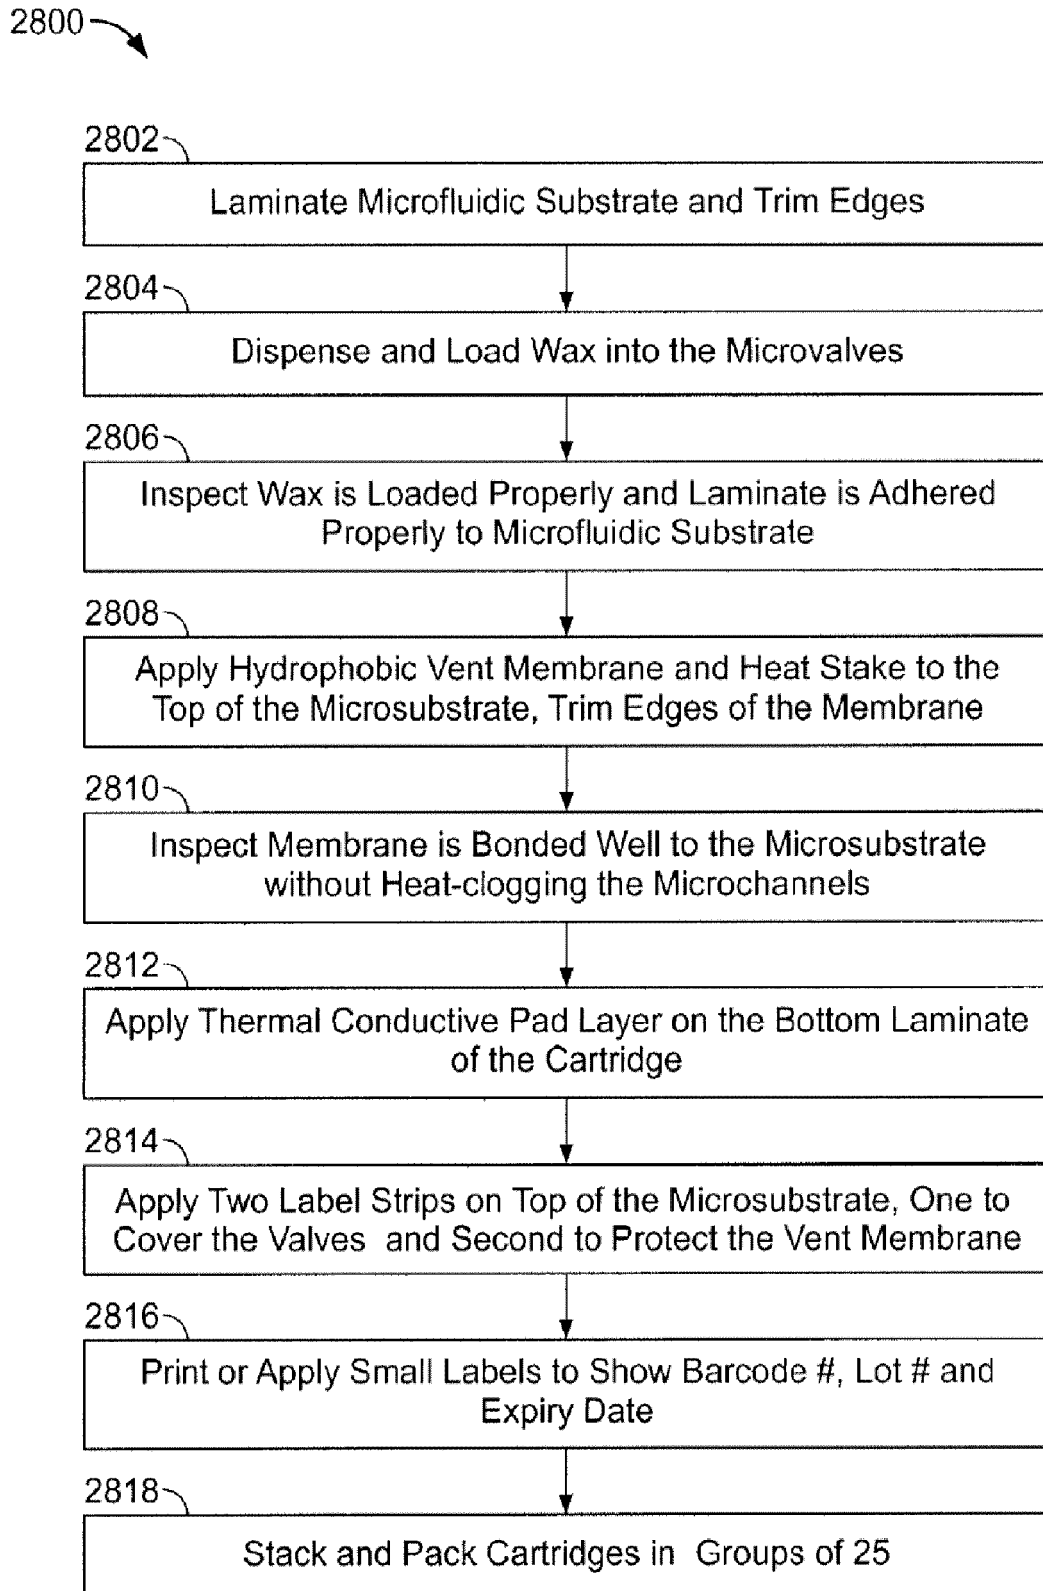 2800
2802
Laminate Microfluidic Substrate and Trim Edges
2804
Dispense and Load Wax into the Microvalves
2806
Inspect Wax is Loaded Properly and Laminate is Adhered
Properly to Microfluidic Substrate
2808
Apply Hydrophobic Vent Membrane and Heat Stake to the
Top of the Microsubstrate, Trim Edges of the Membrane
2810
Inspect Membrane is Bonded Well to the Microsubstrate
without Heat-clogging the Microchannels
2812
Apply Thermal Conductive Pad Layer on the Bottom Laminate
of the Cartridge
2814
Apply Two Label Strips on Top of the Microsubstrate, One to
Cover the Valves and Second to Protect the Vent Membrane
2816
Print or Apply Small Labels to Show Barcode #, Lot # and
Expiry Date
2818
Stack and Pack Cartridges in Groups of 25